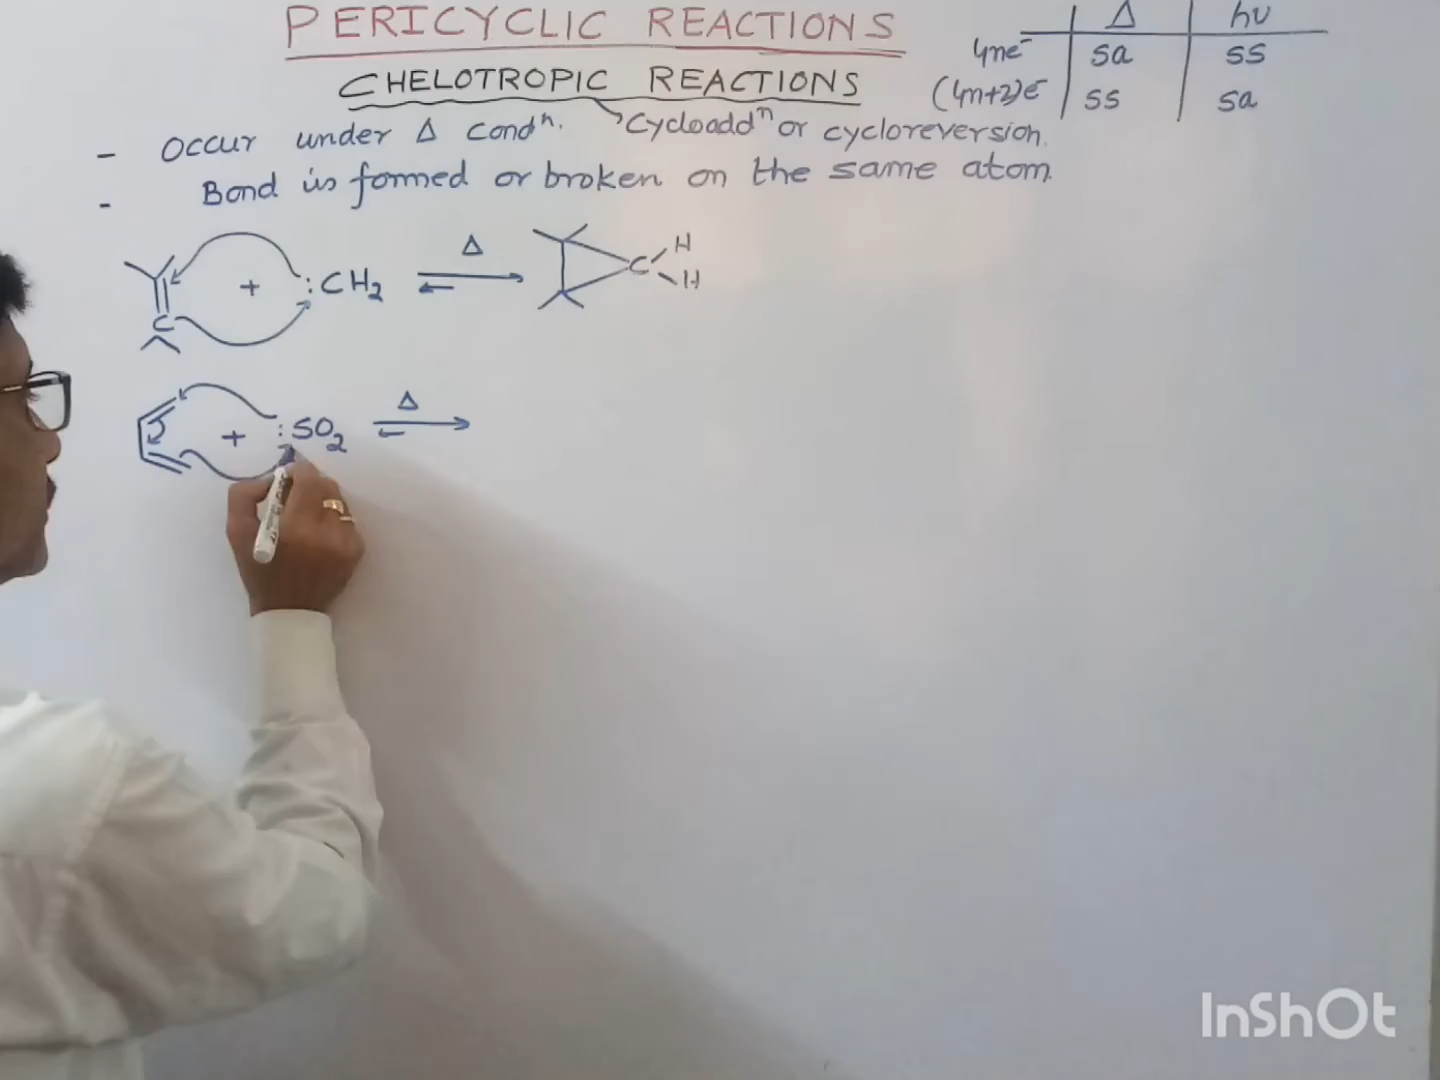 PERICYCLIC REACTIONS
Δ hν
4ne⁻ sa ss
(4n+2)e⁻ ss sa
CHELOTROPIC REACTIONS
- Occur under Δ condⁿ. Cycloaddⁿ or cycloreversion.
- Bond is formed or broken on the same atom.
C + :CH₂ Δ C H H
+ :SO₂ Δ
InShOt